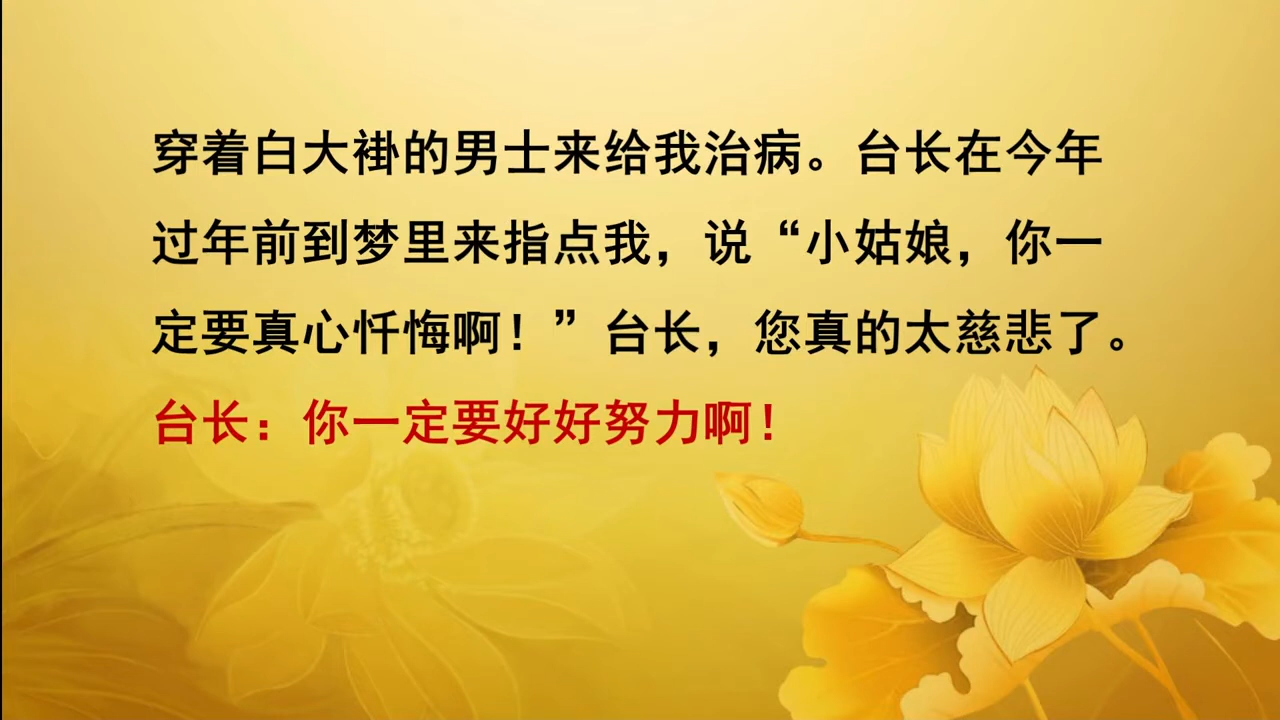 穿着白大褂的男士来给我治病。台长在今年
过年前到梦里来指点我，说“小姑娘，你一
定要真心忏悔啊！”台长，您真的太慈悲了。
台长：你一定要好好努力啊！